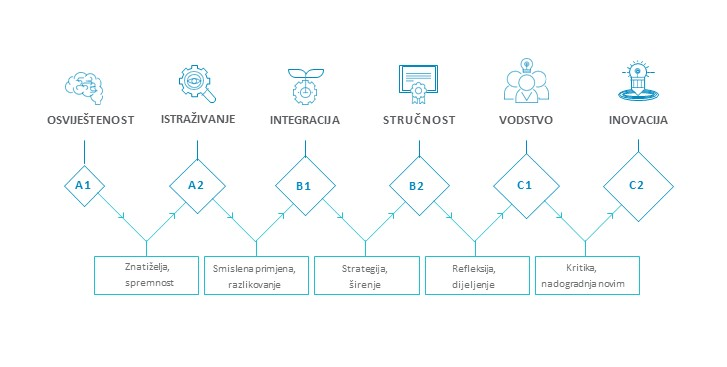 OSVIJEŠTENOST
ISTRAŽIVANJE
INTEGRACIJA
STRUČNOST
VODSTVO
INOVACIJA
A1
A2
B1
B2
C1
C2
Znatiželja,
spremnost
Smislena primjena,
razlikovanje
Strategija,
širenje
Refleksija,
dijeljenje
Kritika,
nadogradnja novim